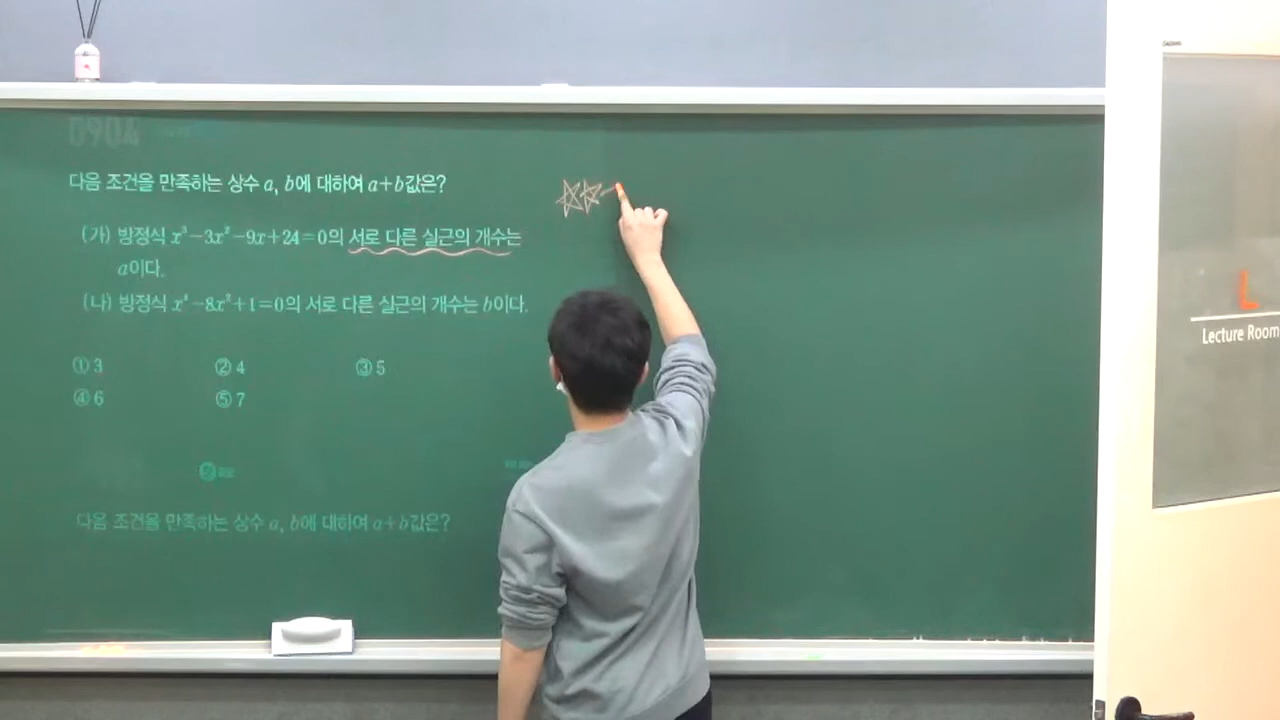 0904
다음 조건을 만족하는 상수 a, b에 대하여 a+b값은?
(가) 방정식 x³-3x²-9x+24=0의 서로 다른 실근의 개수는
a이다.
(나) 방정식 x⁴-8x²+1=0의 서로 다른 실근의 개수는 b이다.
① 3 ② 4 ③ 5
④ 6 ⑤ 7
다음 조건을 만족하는 상수 a, b에 대하여 a+b값은?
L
Lecture Room